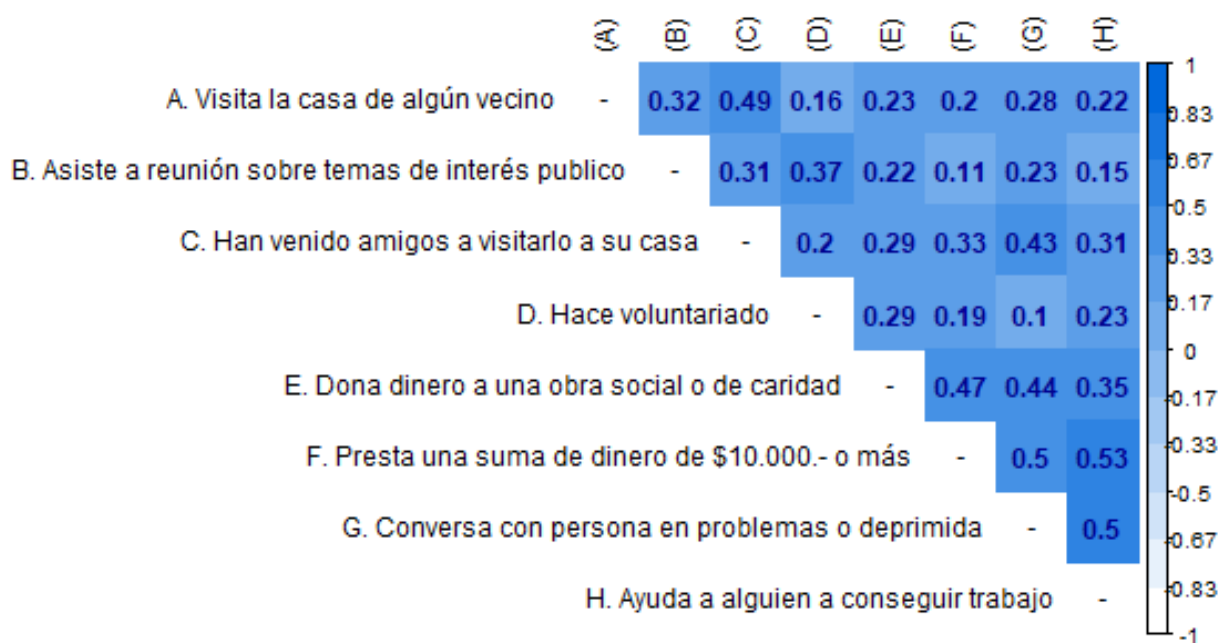 (A) (B) (C) (D) (E) (F) (G) (H)
A. Visita la casa de algún vecino - 0.32 0.49 0.16 0.23 0.2 0.28 0.22
B. Asiste a reunión sobre temas de interés publico - 0.31 0.37 0.22 0.11 0.23 0.15
C. Han venido amigos a visitarlo a su casa - 0.2 0.29 0.33 0.43 0.31
D. Hace voluntariado - 0.29 0.19 0.1 0.23
E. Dona dinero a una obra social o de caridad - 0.47 0.44 0.35
F. Presta una suma de dinero de $10.000.- o más - 0.5 0.53
G. Conversa con persona en problemas o deprimida - 0.5
H. Ayuda a alguien a conseguir trabajo -
1
0.83
0.67
0.5
0.33
0.17
0
-0.17
-0.33
-0.5
-0.67
-0.83
-1